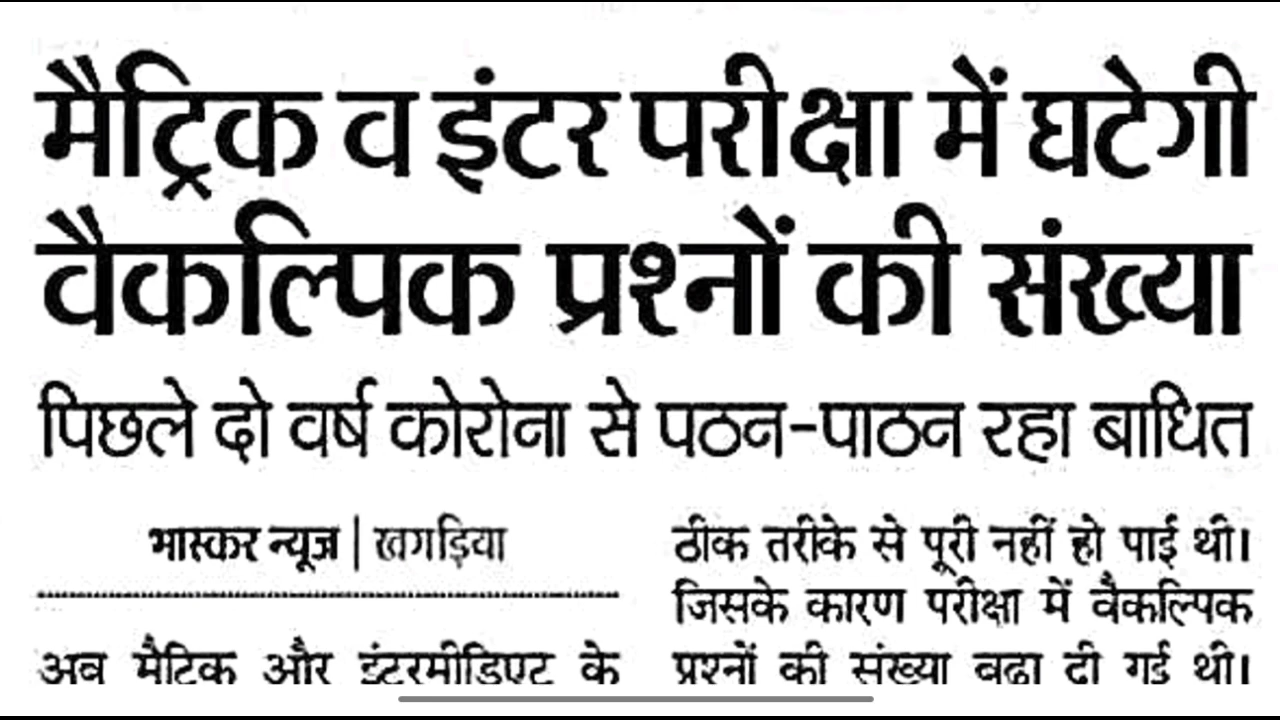 मैट्रिक व इंटर परीक्षा में घटेगी
वैकल्पिक प्रश्नों की संख्या
पिछले दो वर्ष कोरोना से पठन-पाठन रहा बाधित
भास्कर न्यूज | खगड़िया
अब मैट्रिक और इंटरमीडिएट के
ठीक तरीके से पूरी नहीं हो पाई थी।
जिसके कारण परीक्षा में वैकल्पिक
प्रश्नों की संख्या बढ़ा दी गई थी।